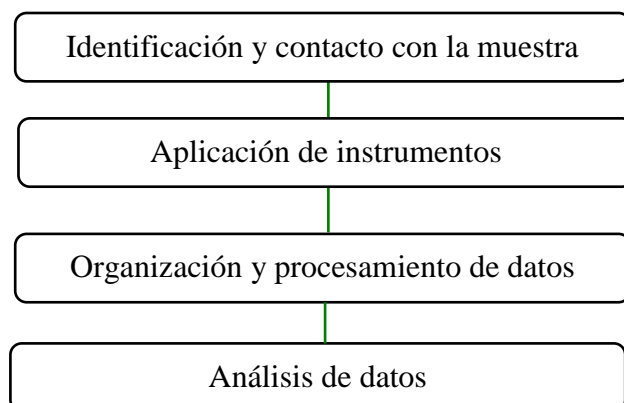 Identificación y contacto con la muestra
Aplicación de instrumentos
Organización y procesamiento de datos
Análisis de datos